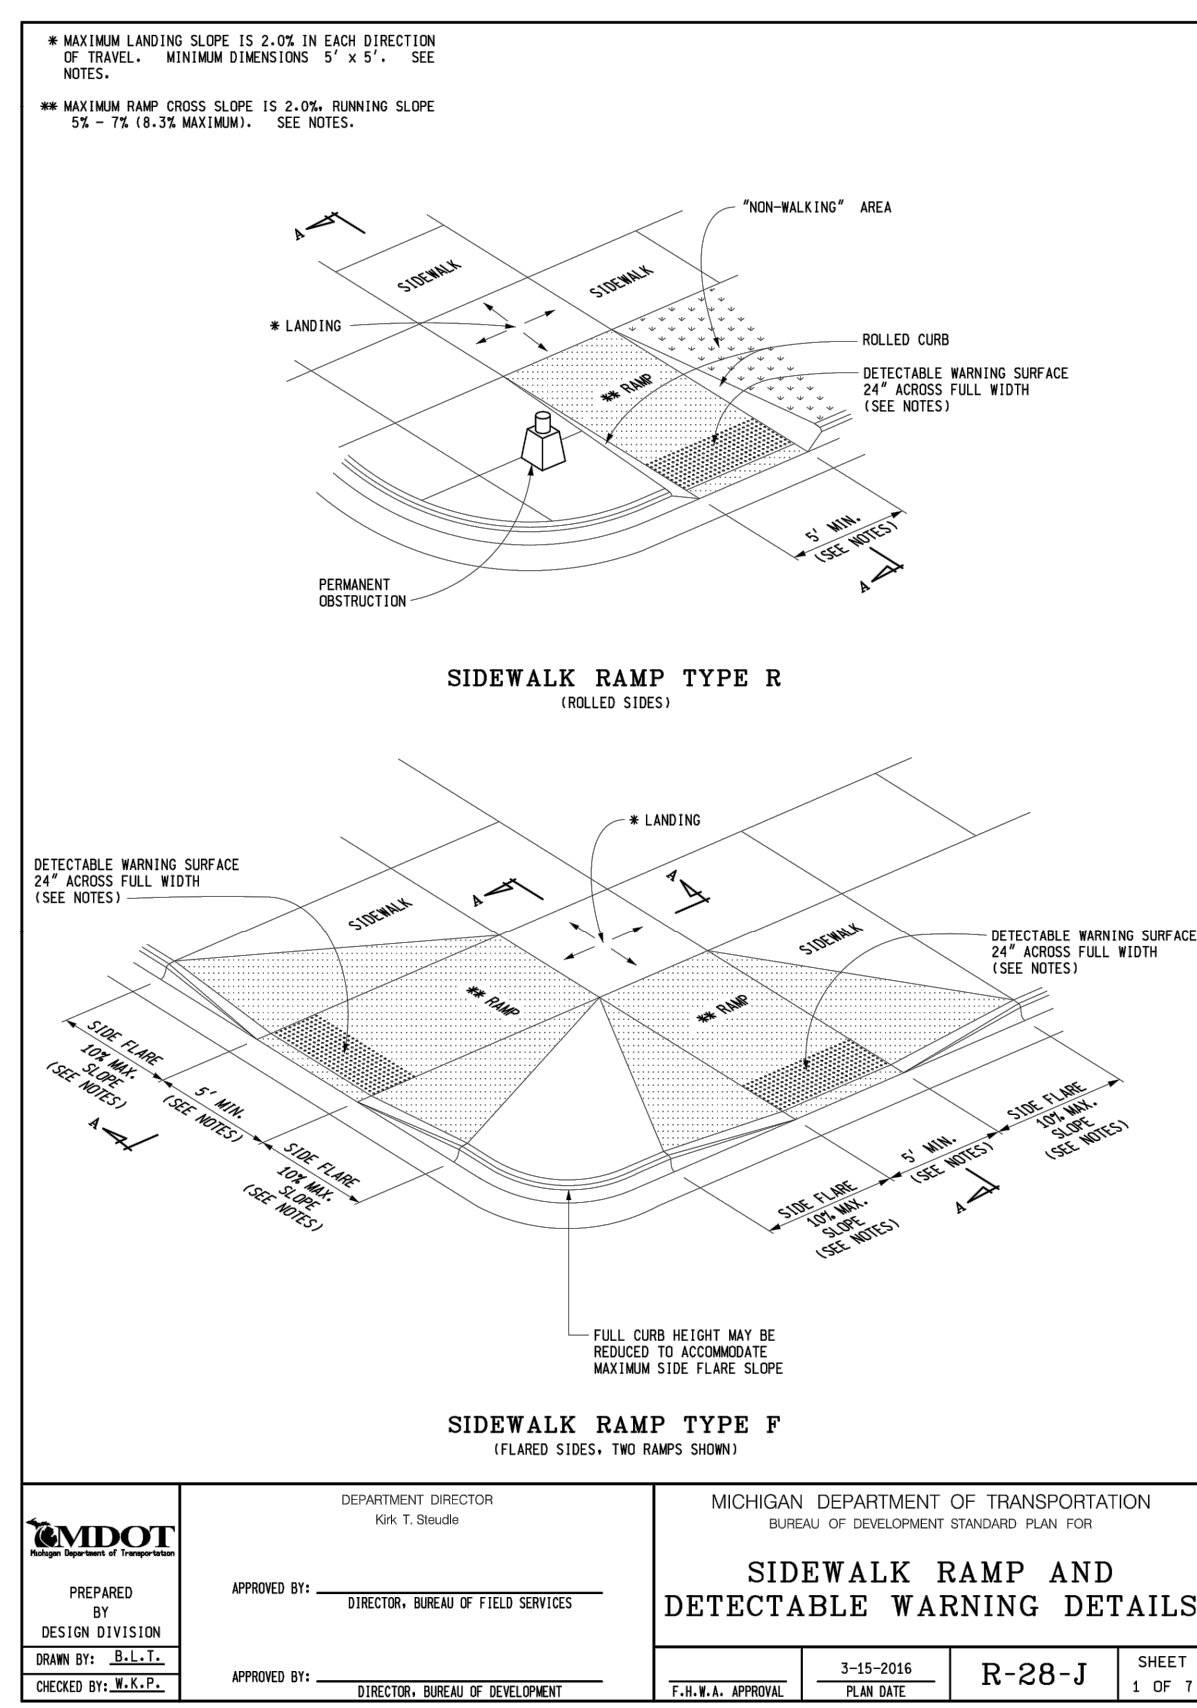 * MAXIMUM LANDING SLOPE IS 2.0% IN EACH DIRECTION
OF TRAVEL. MINIMUM DIMENSIONS 5' x 5'. SEE
NOTES.
** MAXIMUM RAMP CROSS SLOPE IS 2.0%, RUNNING SLOPE
5% - 7% (8.3% MAXIMUM). SEE NOTES.
"NON-WALKING" AREA
A
SIDEWALK
SIDEWALK
* LANDING
ROLLED CURB
DETECTABLE WARNING SURFACE
24" ACROSS FULL WIDTH
(SEE NOTES)
** RAMP
5' MIN.
(SEE NOTES)
A
PERMANENT
OBSTRUCTION
SIDEWALK RAMP TYPE R
(ROLLED SIDES)
* LANDING
DETECTABLE WARNING SURFACE
24" ACROSS FULL WIDTH
(SEE NOTES)
A
A
SIDEWALK
SIDEWALK
DETECTABLE WARNING SURFACE
24" ACROSS FULL WIDTH
(SEE NOTES)
** RAMP
** RAMP
SIDE FLARE
10% MAX.
SLOPE
(SEE NOTES)
5' MIN.
(SEE NOTES)
A
SIDE FLARE
10% MAX.
SLOPE
(SEE NOTES)
SIDE FLARE
10% MAX.
SLOPE
(SEE NOTES)
5' MIN.
(SEE NOTES)
A
SIDE FLARE
10% MAX.
SLOPE
(SEE NOTES)
FULL CURB HEIGHT MAY BE
REDUCED TO ACCOMMODATE
MAXIMUM SIDE FLARE SLOPE
SIDEWALK RAMP TYPE F
(FLARED SIDES, TWO RAMPS SHOWN)
MDOT
Michigan Department of Transportation
PREPARED
BY
DESIGN DIVISION
DRAWN BY: B.L.T.
CHECKED BY: W.K.P.
DEPARTMENT DIRECTOR
Kirk T. Steudle
APPROVED BY:
DIRECTOR, BUREAU OF FIELD SERVICES
APPROVED BY:
DIRECTOR, BUREAU OF DEVELOPMENT
MICHIGAN DEPARTMENT OF TRANSPORTATION
BUREAU OF DEVELOPMENT STANDARD PLAN FOR
SIDEWALK RAMP AND
DETECTABLE WARNING DETAILS
F.H.W.A. APPROVAL
3-15-2016
PLAN DATE
R-28-J
SHEET
1 OF 7